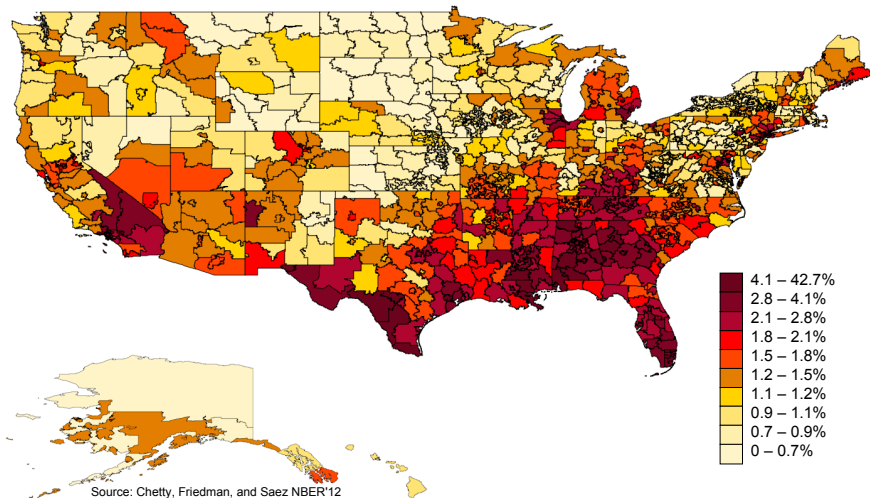 4.1 – 42.7%
2.8 – 4.1%
2.1 – 2.8%
1.8 – 2.1%
1.5 – 1.8%
1.2 – 1.5%
1.1 – 1.2%
0.9 – 1.1%
0.7 – 0.9%
0 – 0.7%
Source: Chetty, Friedman, and Saez NBER'12